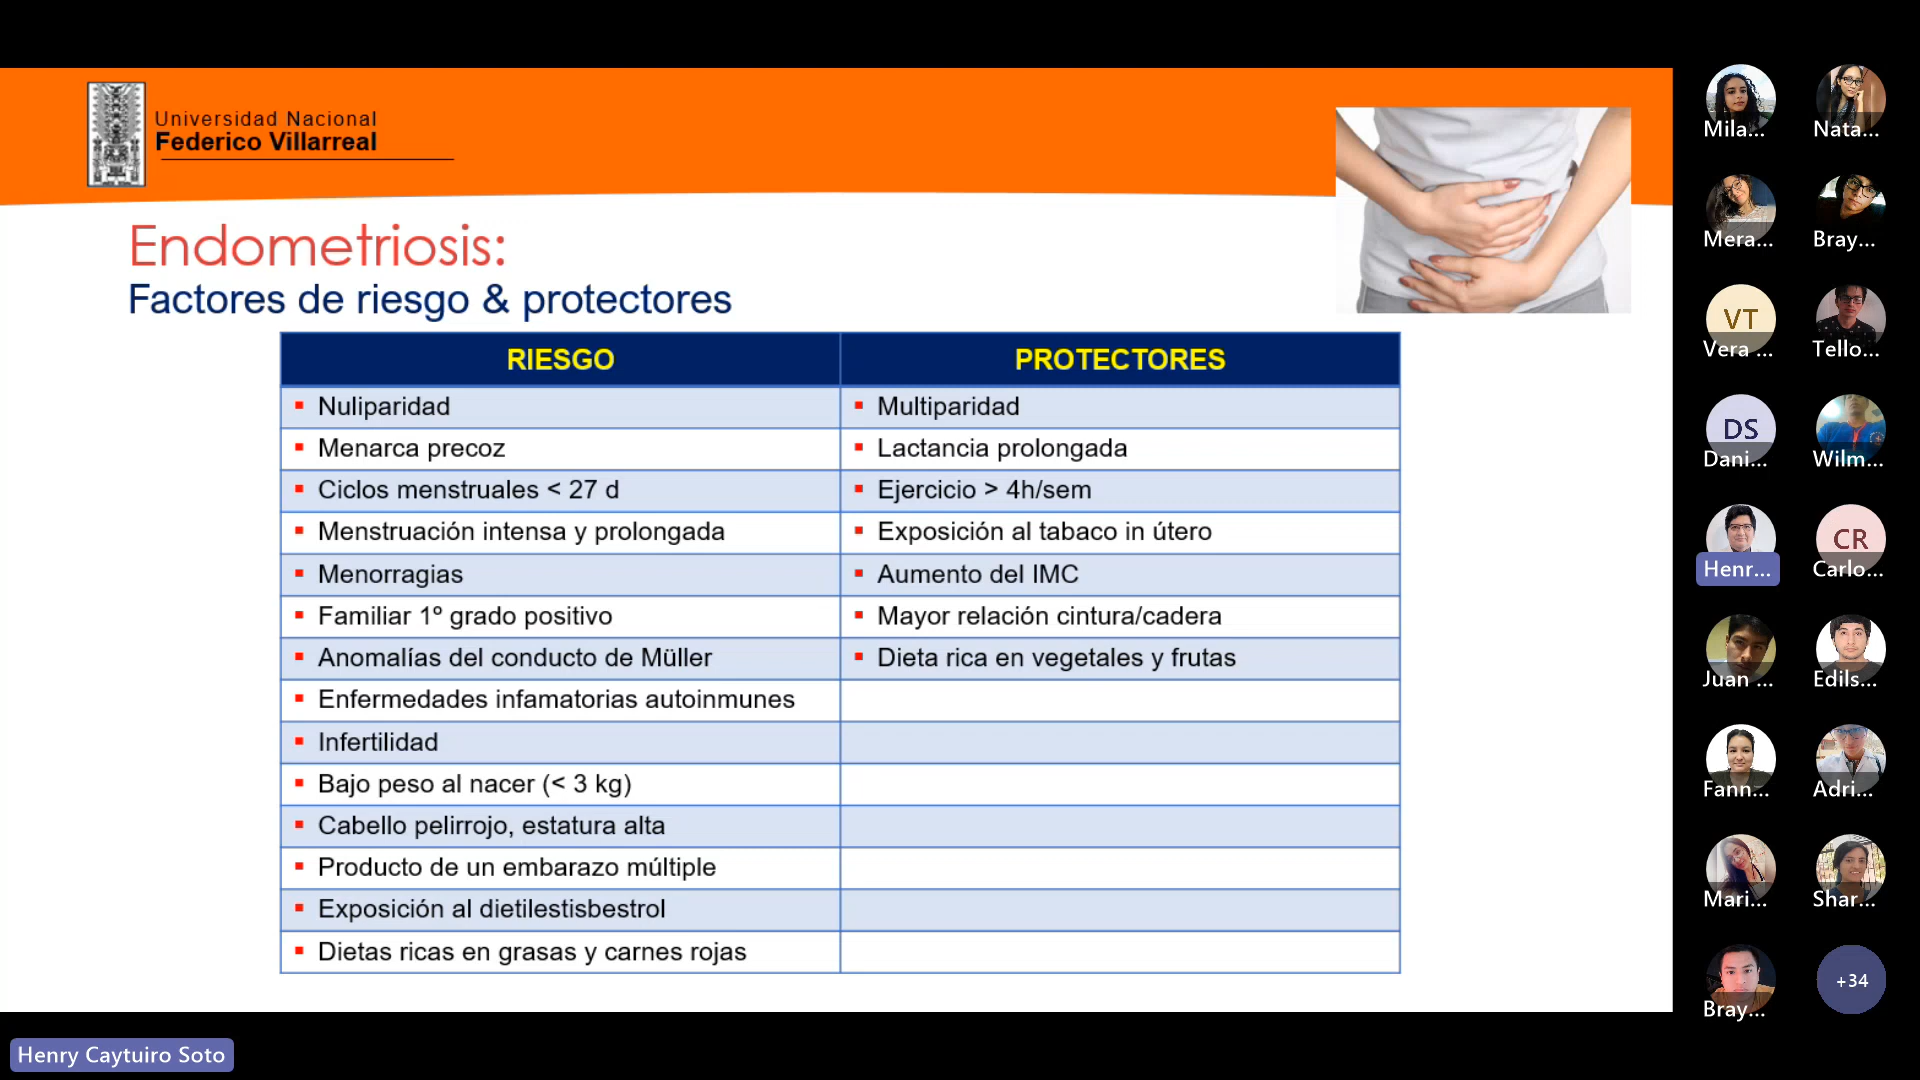 Universidad Nacional
Federico Villarreal
Endometriosis:
Factores de riesgo & protectores
RIESGO
PROTECTORES
Nuliparidad
Multiparidad
Menarca precoz
Lactancia prolongada
Ciclos menstruales < 27 d
Ejercicio > 4h/sem
Menstruación intensa y prolongada
Exposición al tabaco in útero
Menorragias
Aumento del IMC
Familiar 1º grado positivo
Mayor relación cintura/cadera
Anomalías del conducto de Müller
Dieta rica en vegetales y frutas
Enfermedades infamatorias autoinmunes
Infertilidad
Bajo peso al nacer (< 3 kg)
Cabello pelirrojo, estatura alta
Producto de un embarazo múltiple
Exposición al dietilestisbestrol
Dietas ricas en grasas y carnes rojas
Mila...
Nata...
Mera...
Bray...
VT
Vera ...
Tello...
DS
Dani...
Wilm...
Henr...
CR
Carlo...
Juan ...
Edils...
Fann...
Adri...
Mari...
Shar...
Bray...
+34
Henry Caytuiro Soto